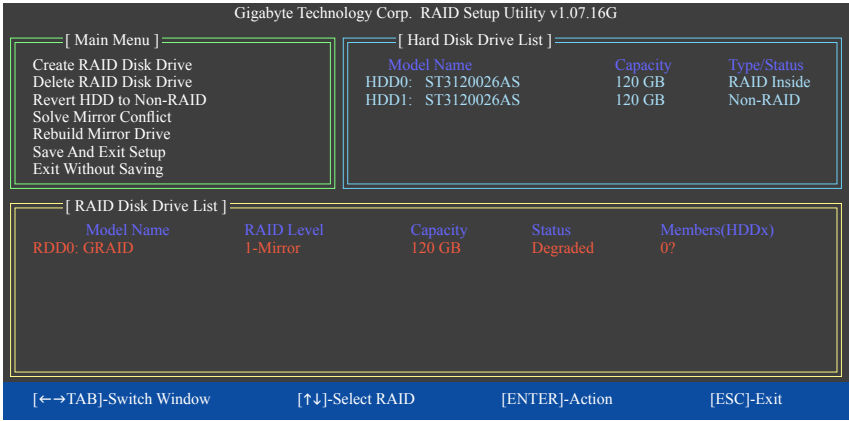 Gigabyte Technology Corp. RAID Setup Utility v1.07.16G
[ Main Menu ]
Create RAID Disk Drive
Delete RAID Disk Drive
Revert HDD to Non-RAID
Solve Mirror Conflict
Rebuild Mirror Drive
Save And Exit Setup
Exit Without Saving
[ Hard Disk Drive List ]
Model Name Capacity Type/Status
HDD0: ST3120026AS 120 GB RAID Inside
HDD1: ST3120026AS 120 GB Non-RAID
[ RAID Disk Drive List ]
Model Name RAID Level Capacity Status Members(HDDx)
RDD0: GRAID 1-Mirror 120 GB Degraded 0?
[←→TAB]-Switch Window [↑↓]-Select RAID [ENTER]-Action [ESC]-Exit